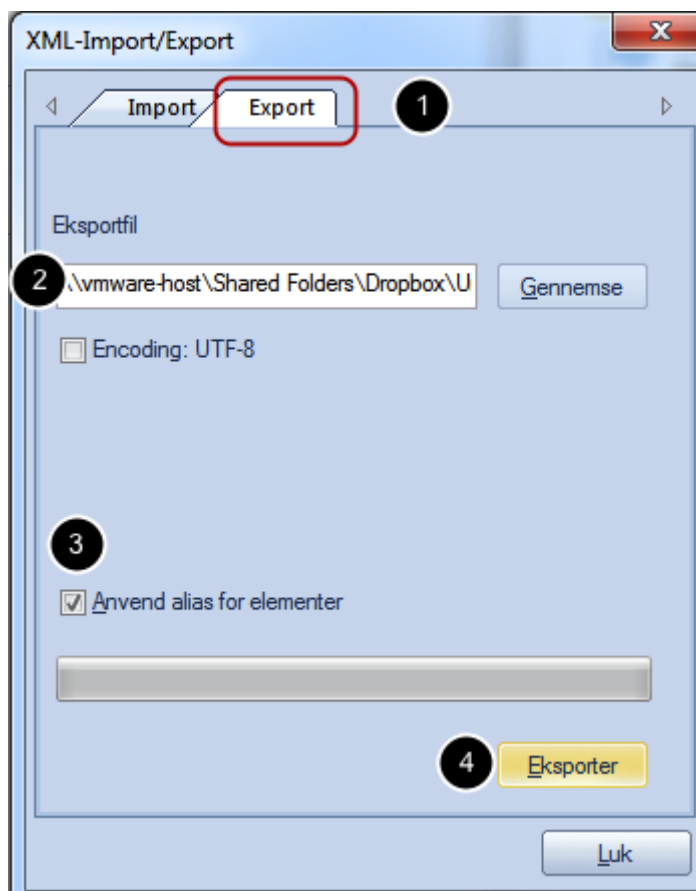 XML-Import/Export
Import Export 1
Eksportfil
2 \\vmware-host\Shared Folders\Dropbox\U Gennemse
Encoding: UTF-8
3
Anvend alias for elementer
4 Eksporter
Luk